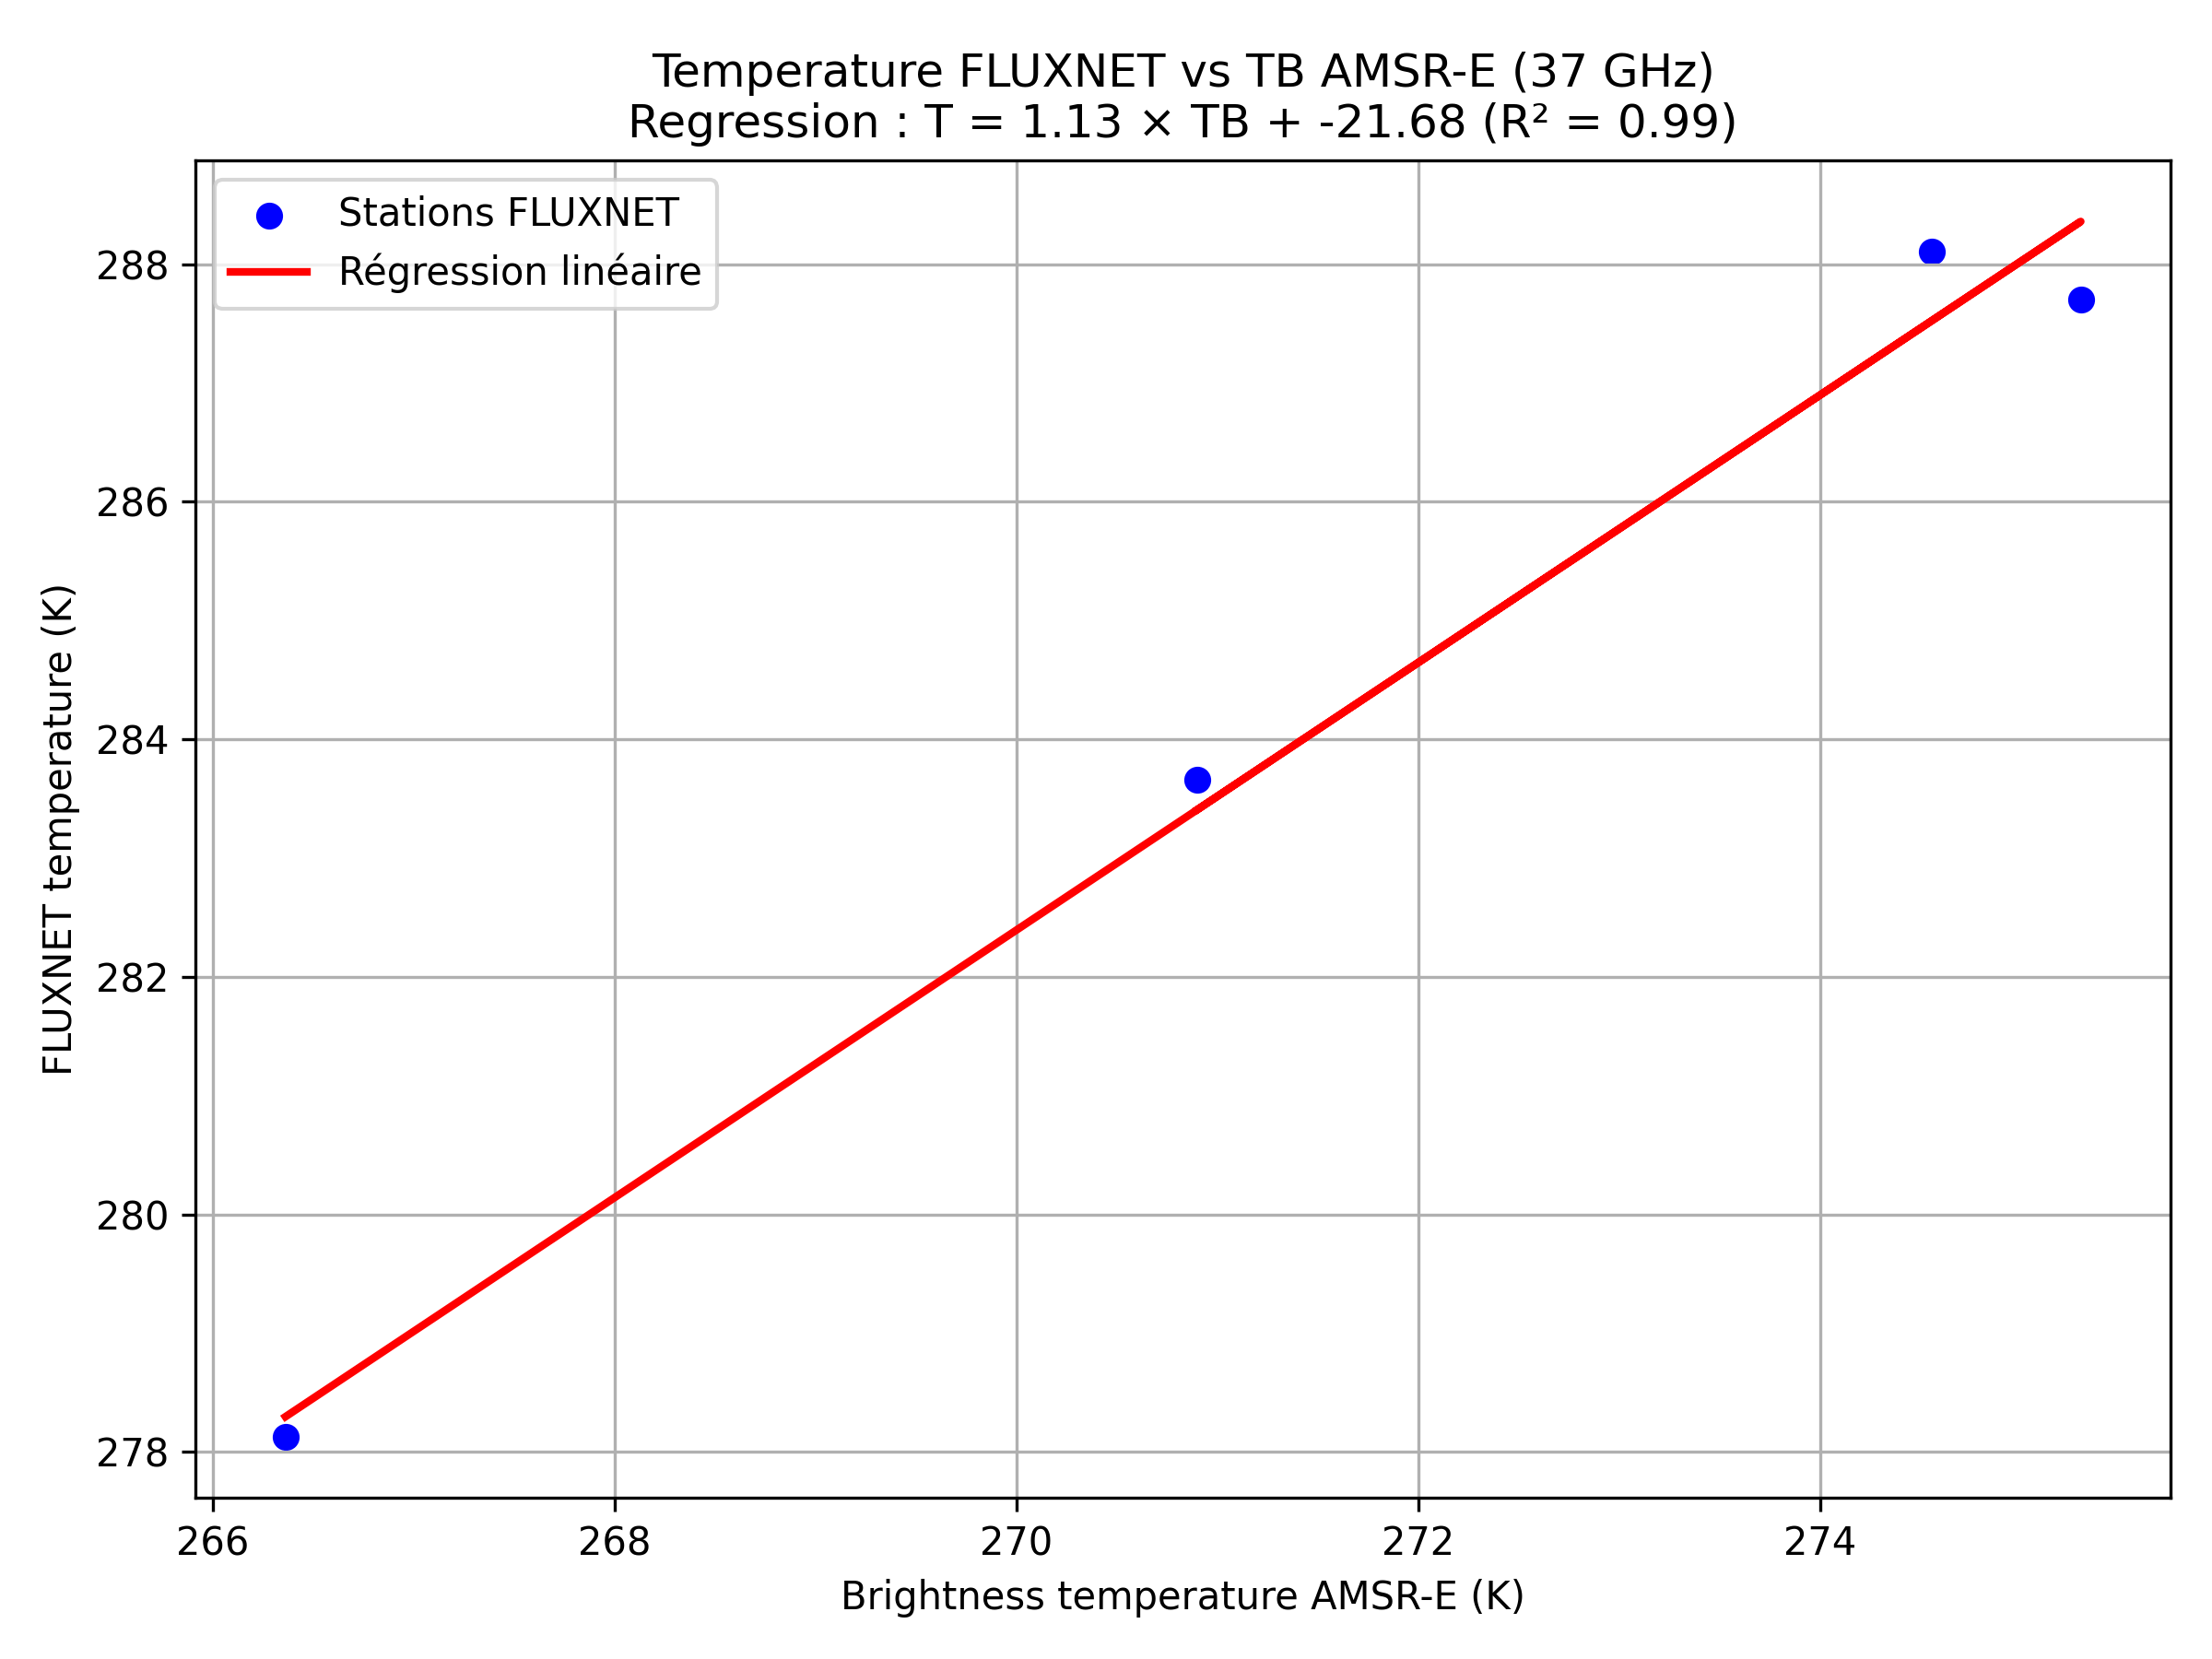 Temperature FLUXNET vs TB AMSR-E (37 GHz)
Regression : T = 1.13 × TB + -21.68 (R² = 0.99)
Stations FLUXNET
Régression linéaire
FLUXNET temperature (K)
288
286
284
282
280
278
266 268 270 272 274
Brightness temperature AMSR-E (K)